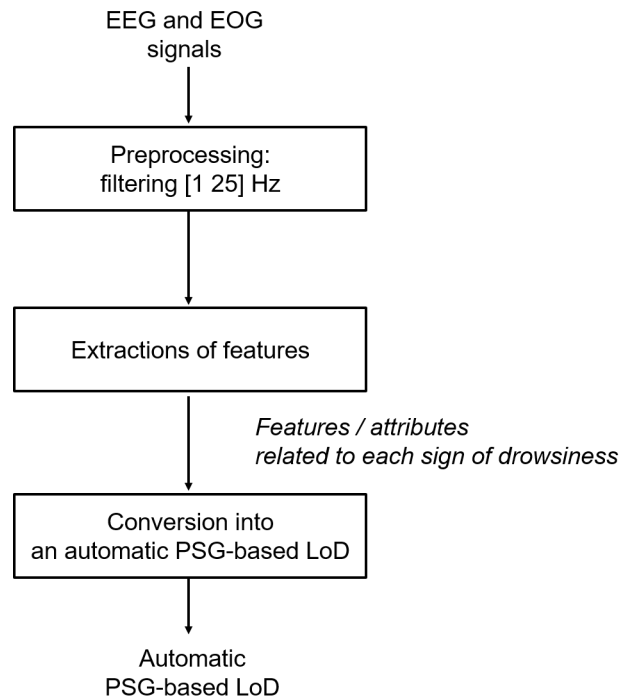 EEG and EOG
signals
Preprocessing:
filtering [1 25] Hz
Extractions of features
Features / attributes
related to each sign of drowsiness
Conversion into
an automatic PSG-based LoD
Automatic
PSG-based LoD